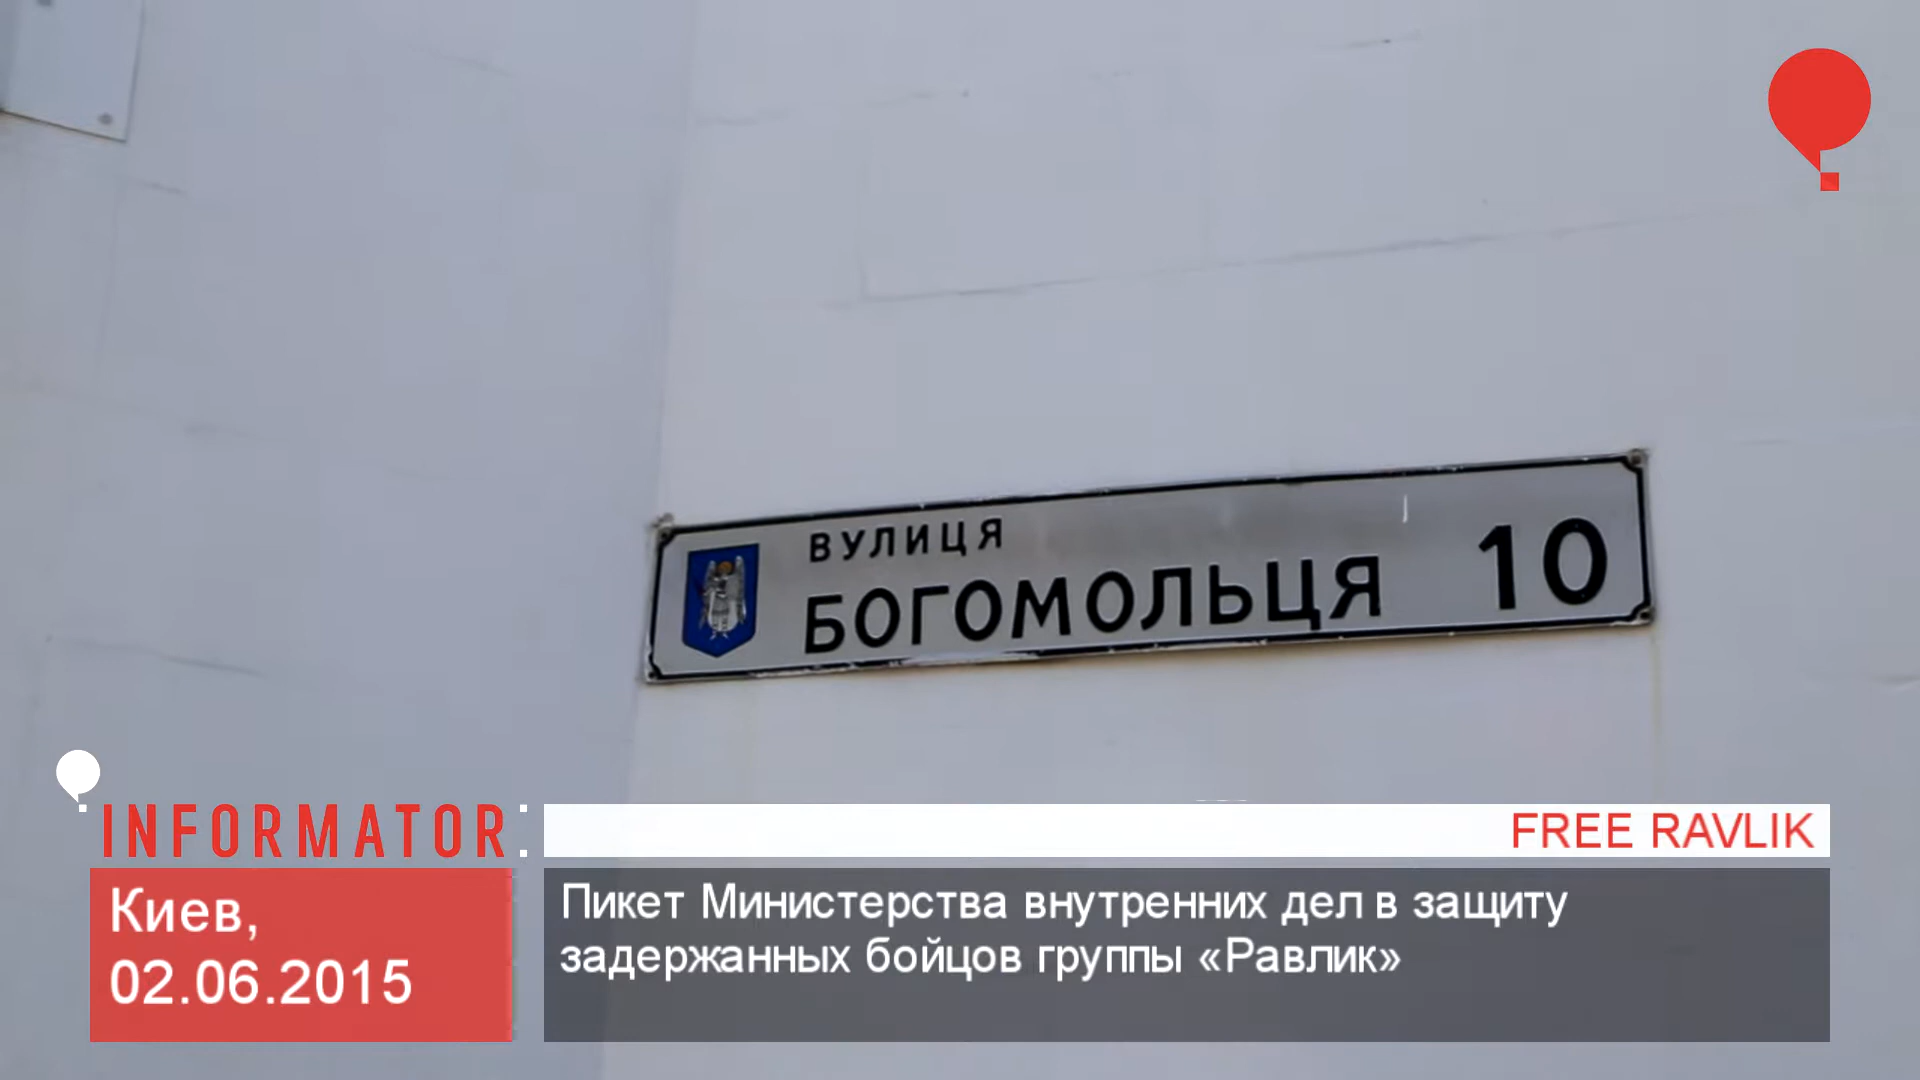 ВУЛИЦЯ
БОГОМОЛЬЦЯ 10
INFORMATOR:
FREE RAVLIK
Киев,
02.06.2015
Пикет Министерства внутренних дел в защиту
задержанных бойцов группы «Равлик»